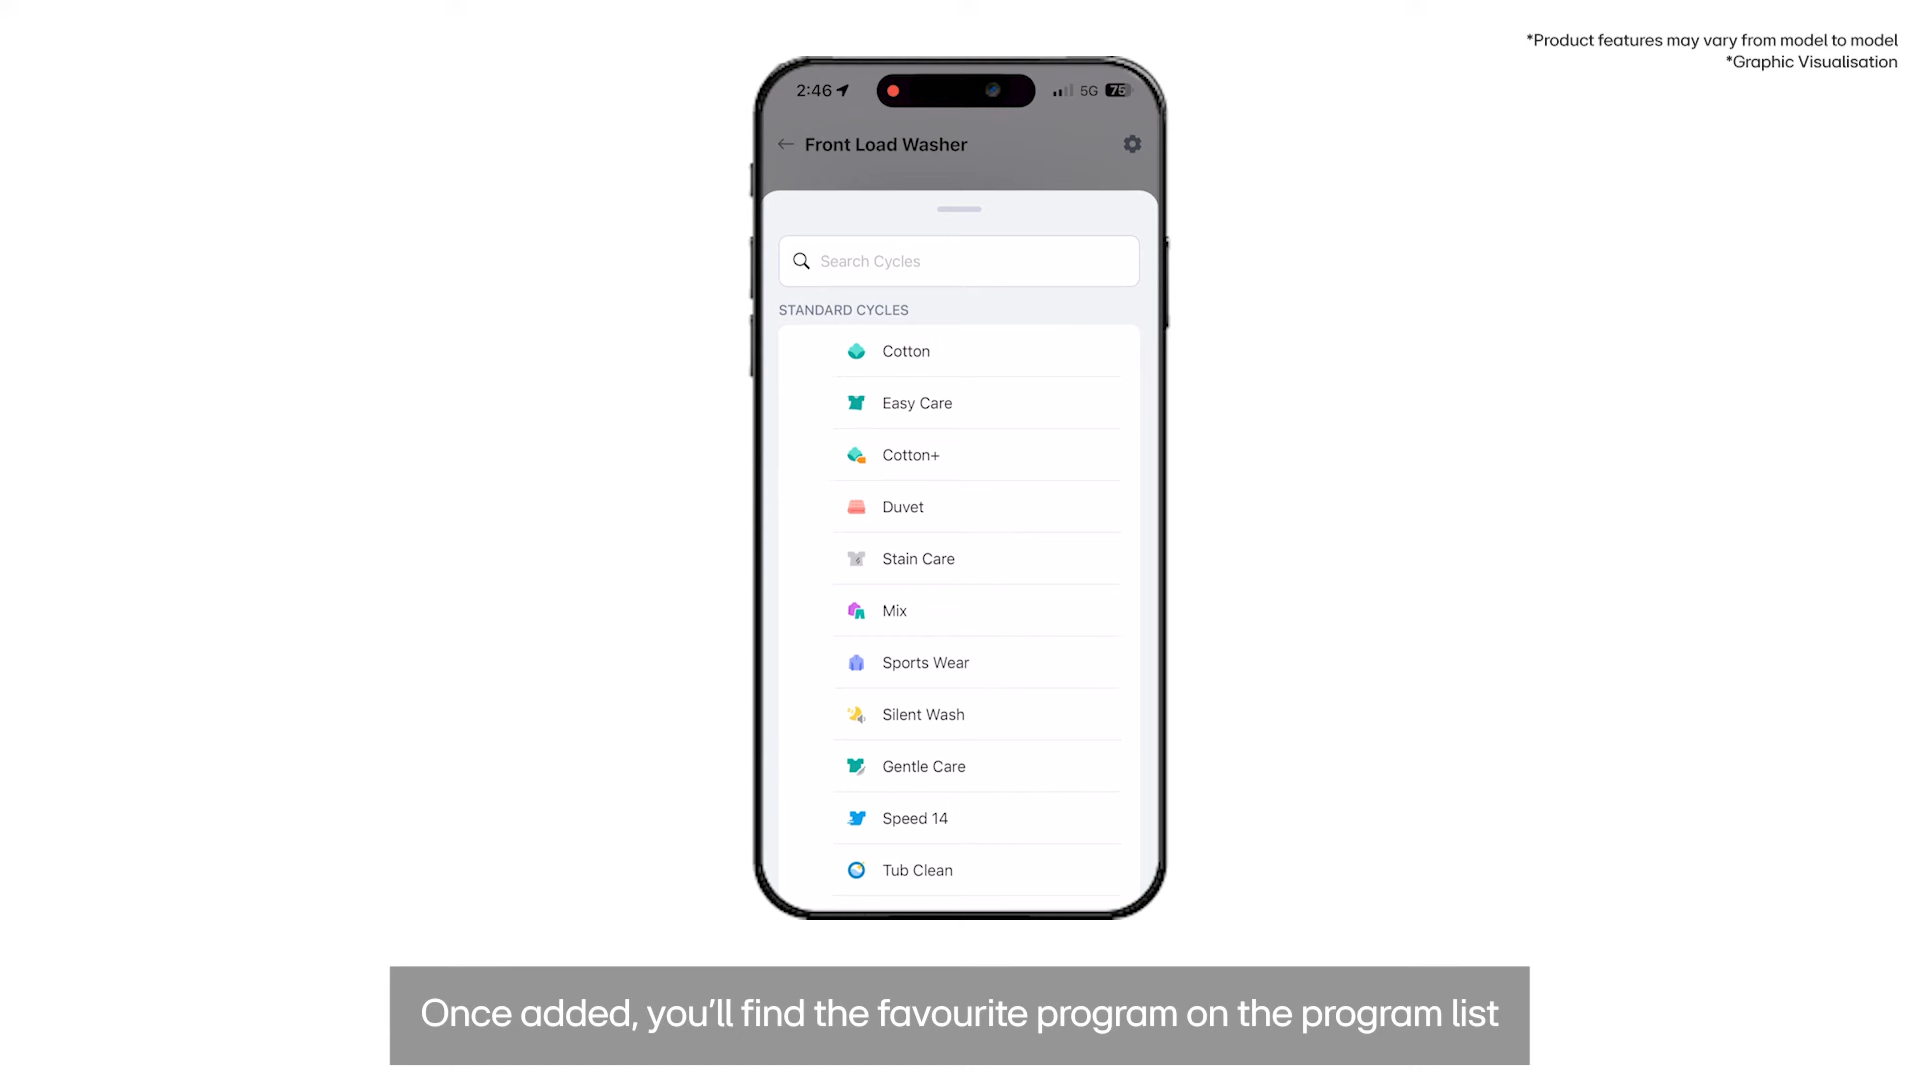 *Product features may vary from model to model
*Graphic Visualisation
2:46
5G
75
Front Load Washer
Search Cycles
STANDARD CYCLES
Cotton
Easy Care
Cotton+
Duvet
Stain Care
Mix
Sports Wear
Silent Wash
Gentle Care
Speed 14
Tub Clean
Once added, you’ll find the favourite program on the program list